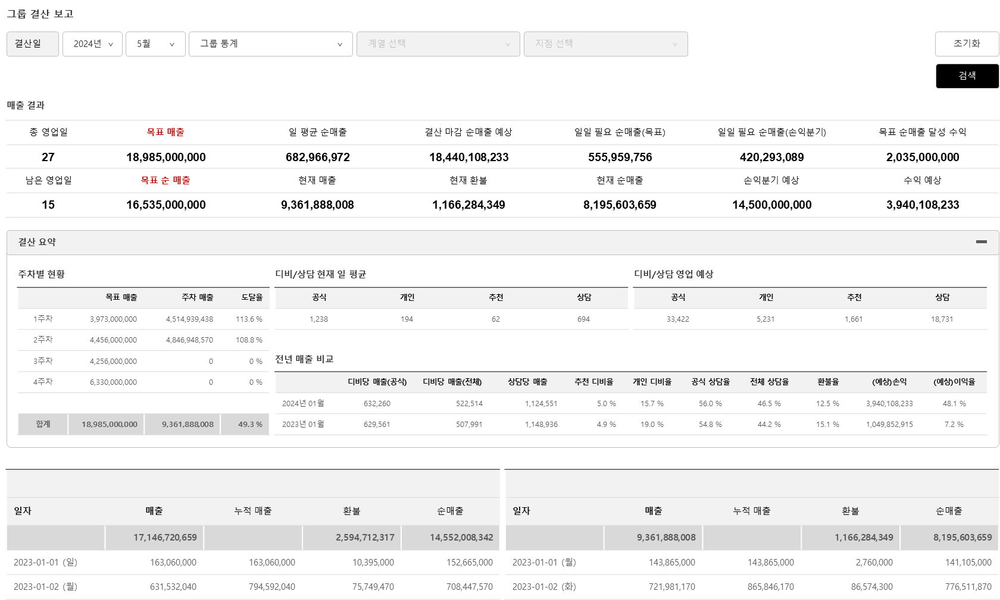 그룹 결산 보고
결산일 2024년 5월 그룹 통계 계열 선택 지점 선택 초기화
검색
매출 결과
총 영업일 목표 매출 일 평균 순매출 결산 마감 순매출 예상 일일 필요 순매출(목표) 일일 필요 순매출(손익분기) 목표 순매출 달성 수익
27 18,985,000,000 682,966,972 18,440,108,233 555,959,756 420,293,089 2,035,000,000
남은 영업일 목표 순 매출 현재 매출 현재 환불 현재 순매출 손익분기 예상 수익 예상
15 16,535,000,000 9,361,888,008 1,166,284,349 8,195,603,659 14,500,000,000 3,940,108,233
결산 요약
주차별 현황
목표 매출 주차 매출 도달율
1주차 3,973,000,000 4,514,939,438 113.6 %
2주차 4,456,000,000 4,846,948,570 108.8 %
3주차 4,256,000,000 0 0 %
4주차 6,330,000,000 0 0 %
합계 18,985,000,000 9,361,888,008 49.3 %
디비/상담 현재 일 평균
공식 개인 추천 상담
1,238 194 62 694
디비/상담 영업 예상
공식 개인 추천 상담
33,422 5,231 1,661 18,731
전년 매출 비교
디비당 매출(공식) 디비당 매출(전체) 상담당 매출 추천 디비율 개인 디비율 공식 상담율 전체 상담율 환불율 (예상)손익 (예상)이익율
2024년 01월 632,260 522,514 1,124,551 5.0 % 15.7 % 56.0 % 46.5 % 12.5 % 3,940,108,233 48.1 %
2023년 01월 629,561 507,991 1,148,936 4.9 % 19.0 % 54.8 % 44.2 % 15.1 % 1,049,852,915 7.2 %
일자 매출 누적 매출 환불 순매출
17,146,720,659 2,594,712,317 14,552,008,342
2023-01-01 (일) 163,060,000 163,060,000 10,395,000 152,665,000
2023-01-02 (월) 631,532,040 794,592,040 75,749,470 708,447,570
일자 매출 누적 매출 환불 순매출
9,361,888,008 1,166,284,349 8,195,603,659
2023-01-01 (월) 143,865,000 143,865,000 2,760,000 141,105,000
2023-01-02 (화) 721,981,170 865,846,170 86,574,300 776,511,870